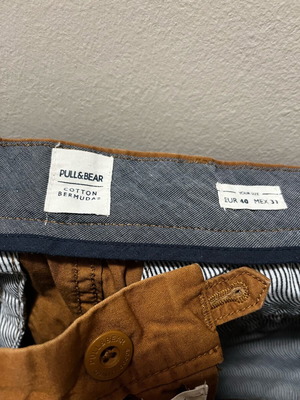 PULL&BEAR
COTTON
BERMUDAS
YOUR SIZE
EUR 40 MEX 31